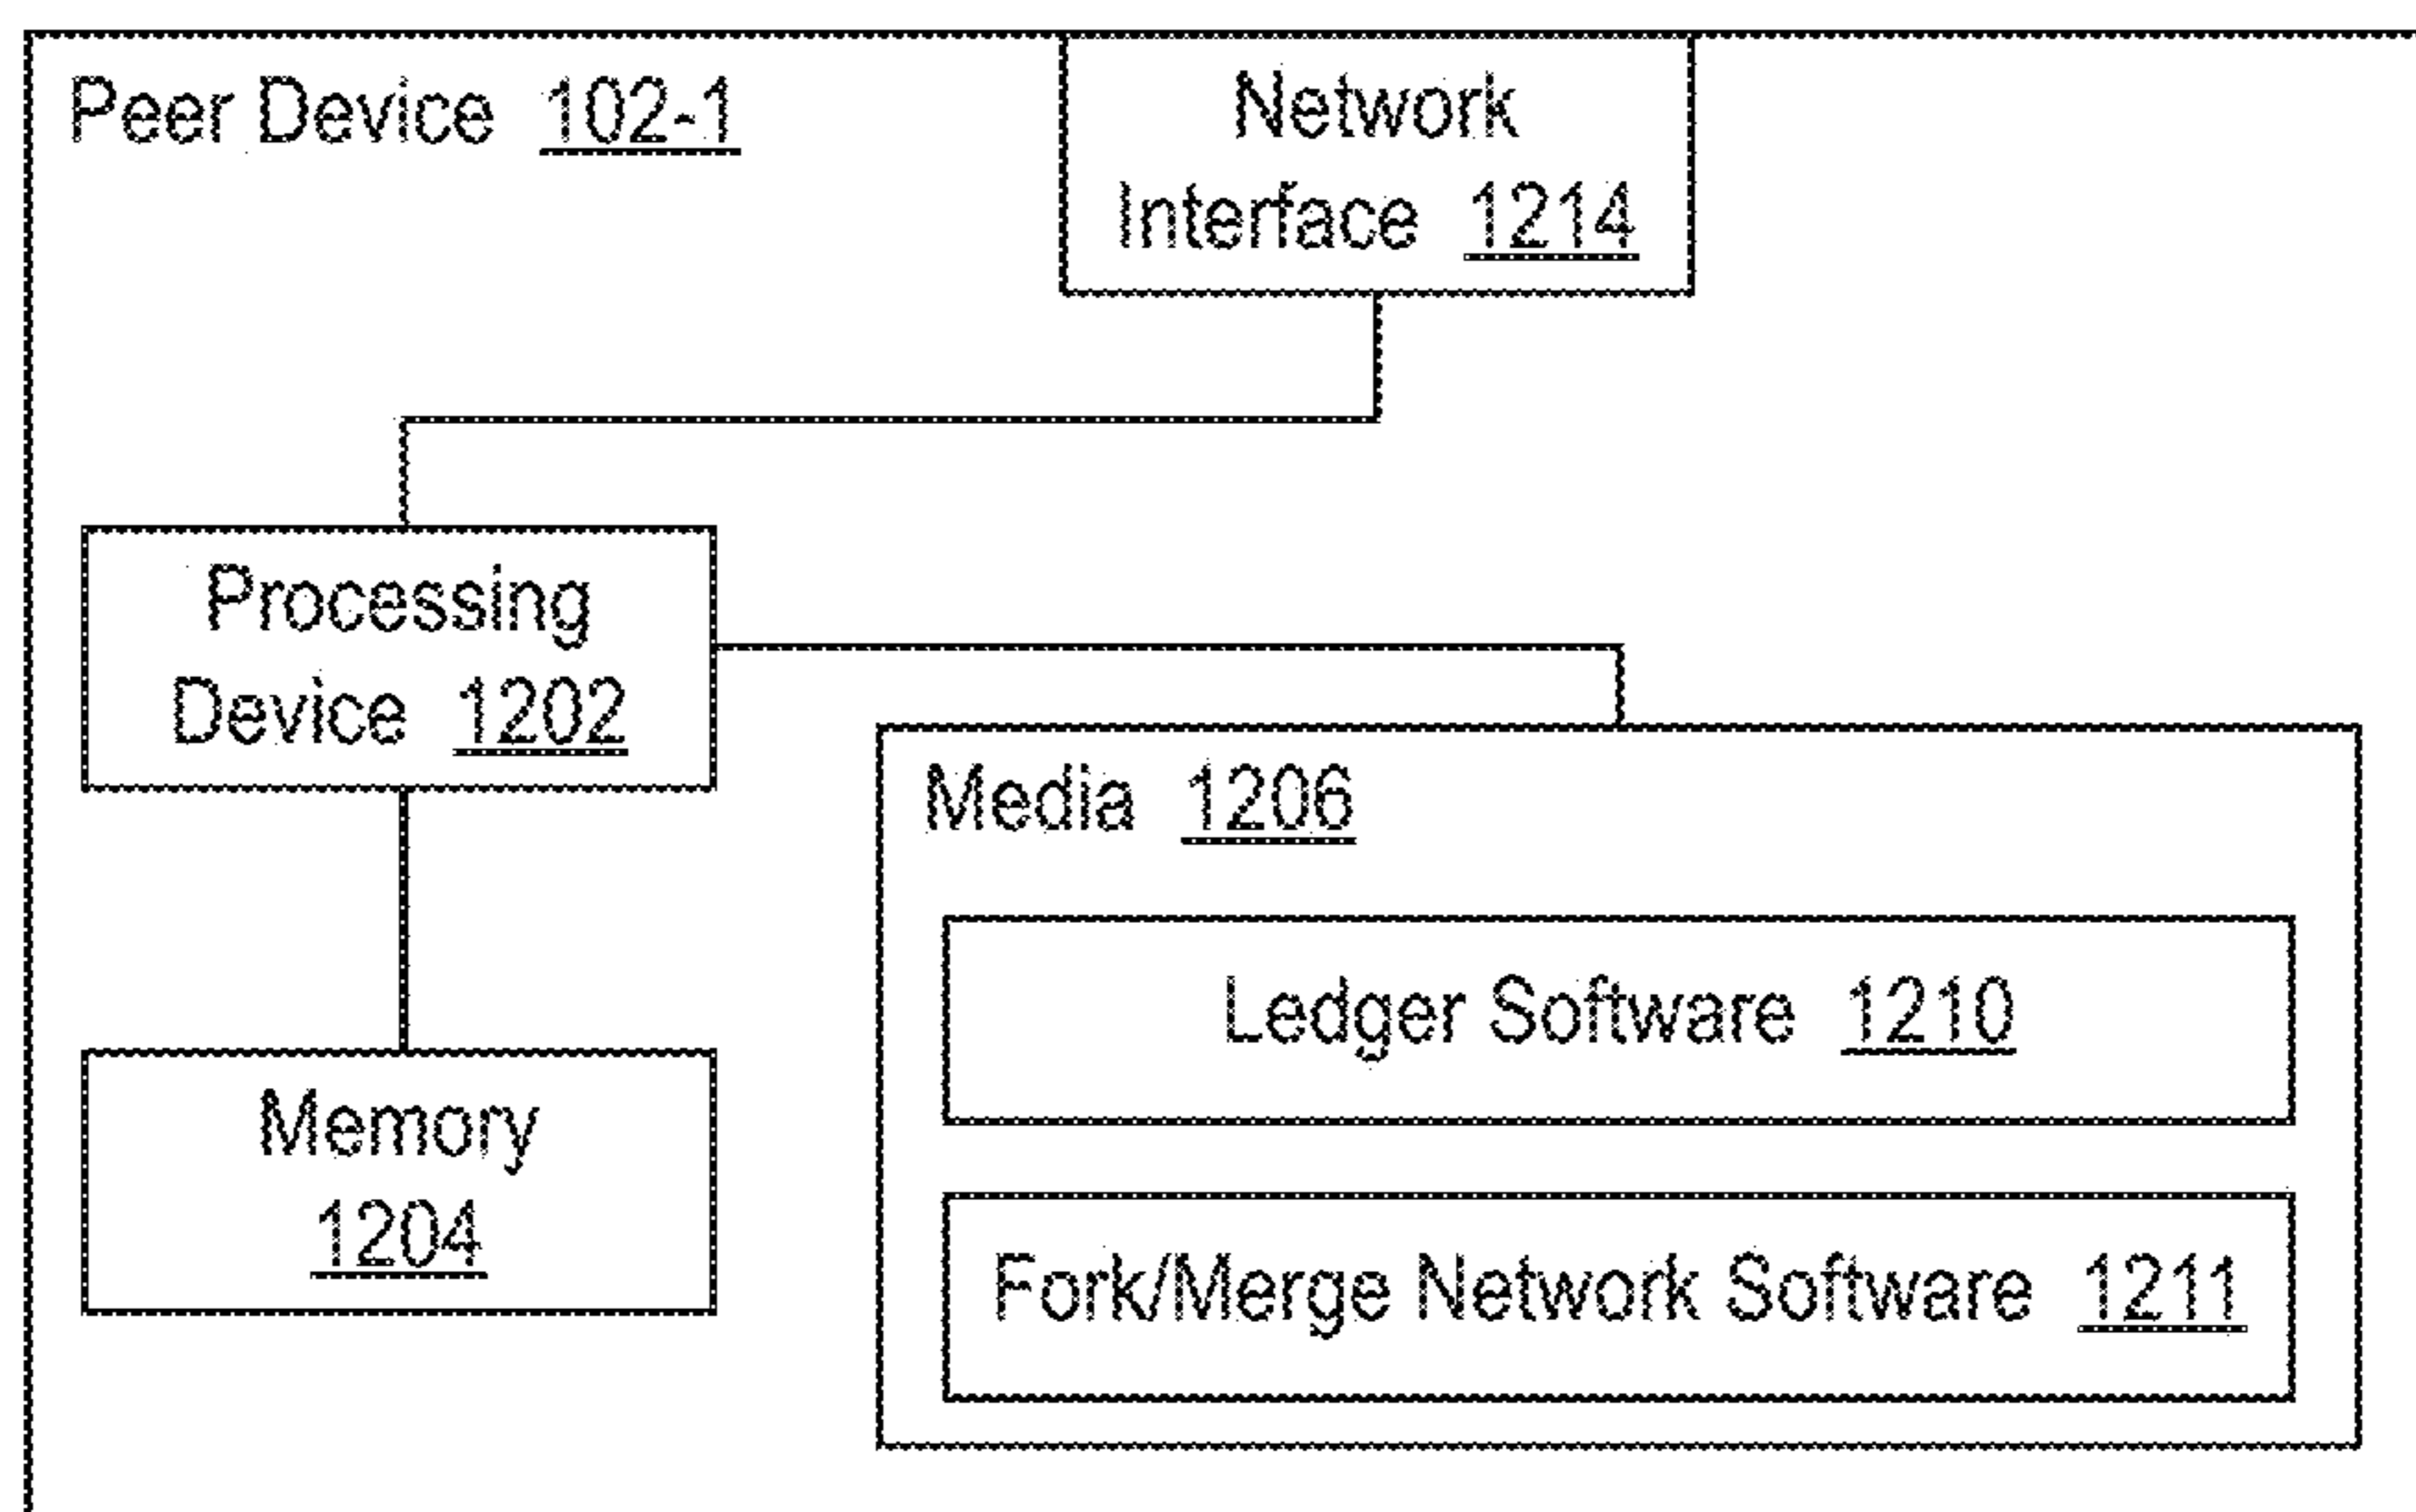 Peer Device 102-1
Network
Interface 1214
Processing
Device 1202
Media 1206
Ledger Software 1210
Memory
1204
Fork/Merge Network Software 1211